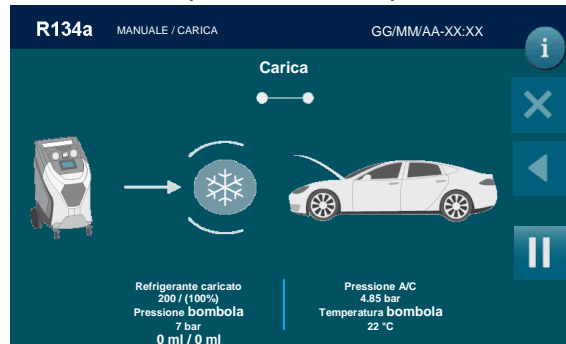 R134a MANUALE / CARICA GG/MM/AA-XX:XX
i
Carica
Refrigerante caricato
200 / (100%)
Pressione bombola
7 bar
0 ml / 0 ml
Pressione A/C
4.85 bar
Temperatura bombola
22 °C